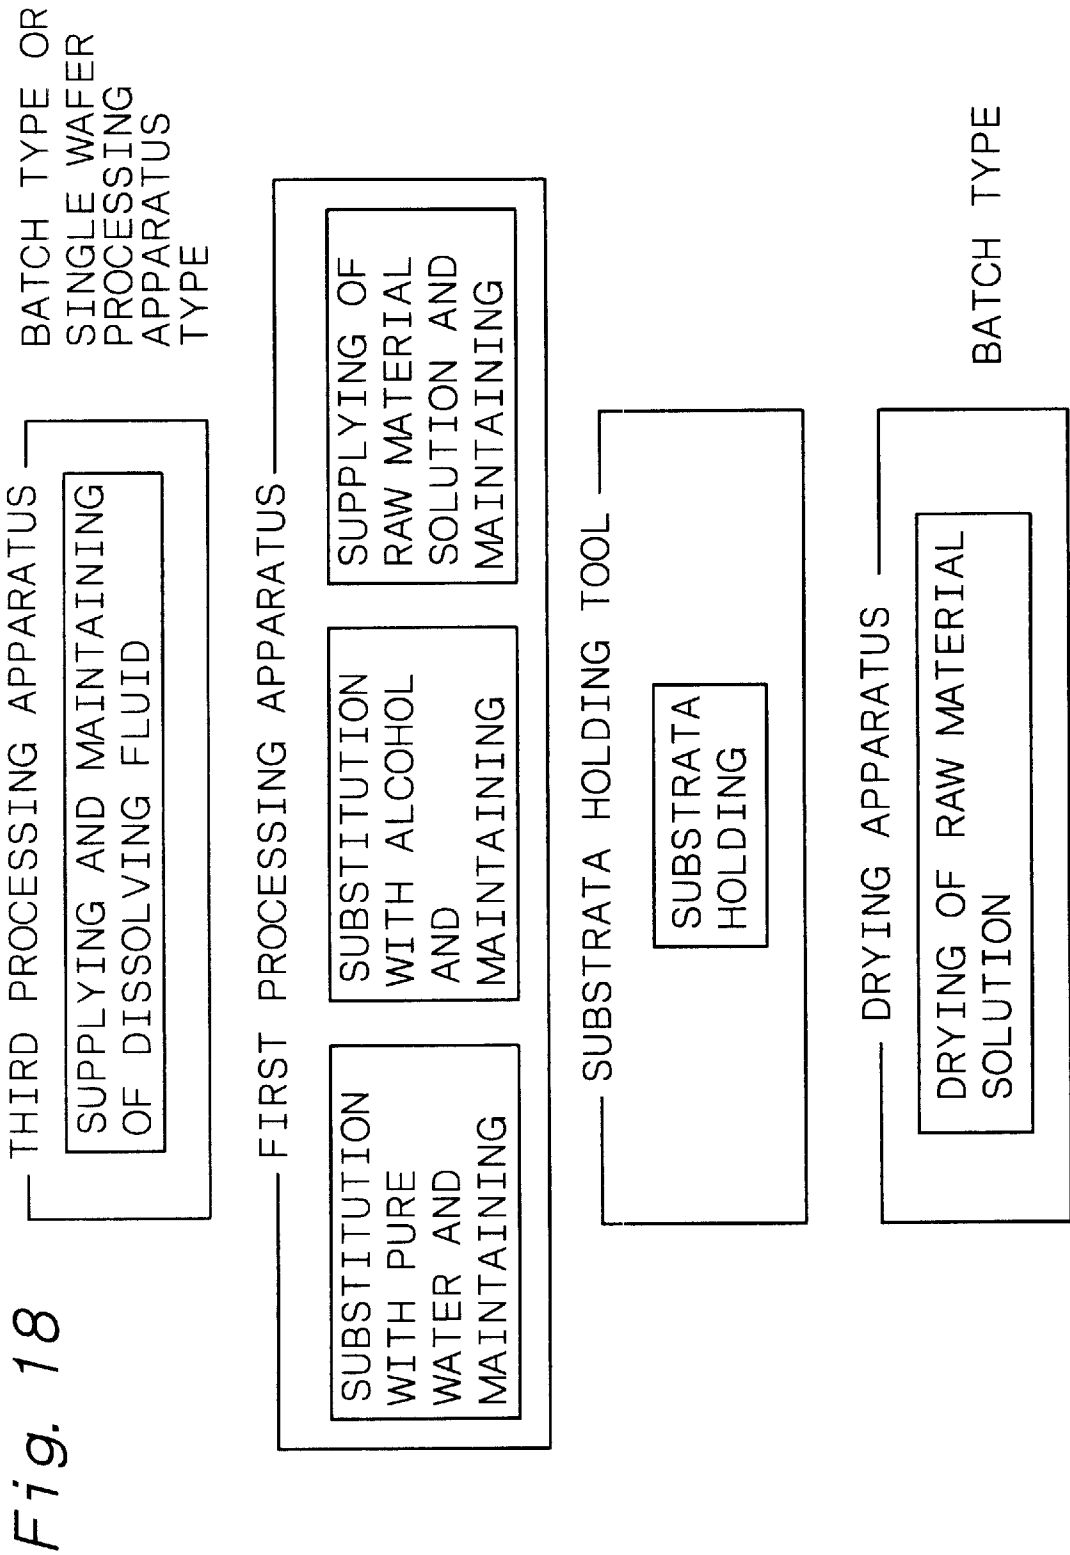 Fig. 18
THIRD PROCESSING APPARATUS
SUPPLYING AND MAINTAINING
OF DISSOLVING FLUID
BATCH TYPE OR
SINGLE WAFER
PROCESSING
APPARATUS
TYPE
FIRST PROCESSING APPARATUS
SUBSTITUTION
WITH PURE
WATER AND
MAINTAINING
SUBSTITUTION
WITH ALCOHOL
AND
MAINTAINING
SUPPLYING OF
RAW MATERIAL
SOLUTION AND
MAINTAINING
SUBSTRATA HOLDING TOOL
SUBSTRATA
HOLDING
DRYING APPARATUS
DRYING OF RAW MATERIAL
SOLUTION
BATCH TYPE